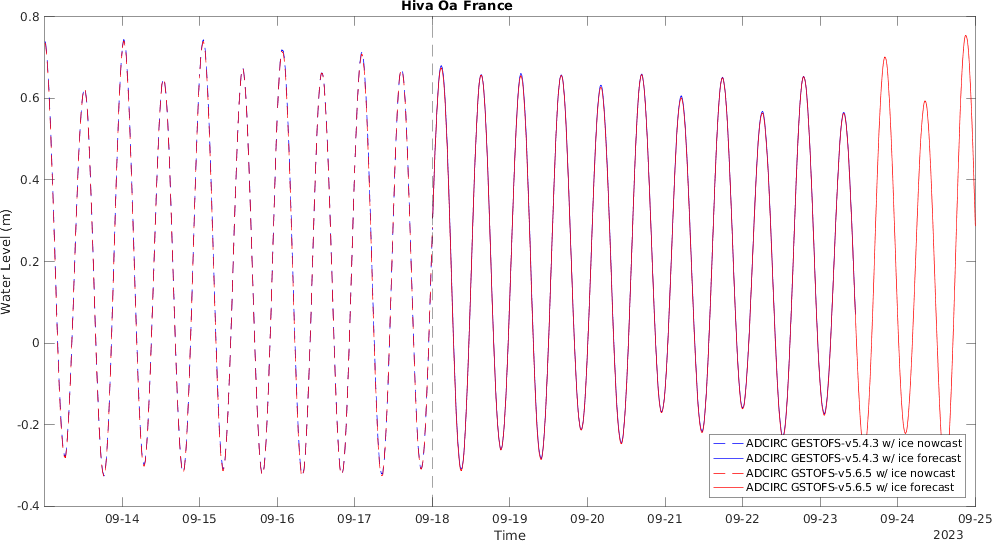 Hiva Oa France
0.8
0.6
0.4
0.2
0
-0.2
-0.4
Water Level (m)
ADCIRC GESTOFS-v5.4.3 w/ ice nowcast
ADCIRC GESTOFS-v5.4.3 w/ ice forecast
ADCIRC GSTOFS-v5.6.5 w/ ice nowcast
ADCIRC GSTOFS-v5.6.5 w/ ice forecast
09-14 09-15 09-16 09-17 09-18 09-19 09-20 09-21 09-22 09-23 09-24 09-25
Time
2023